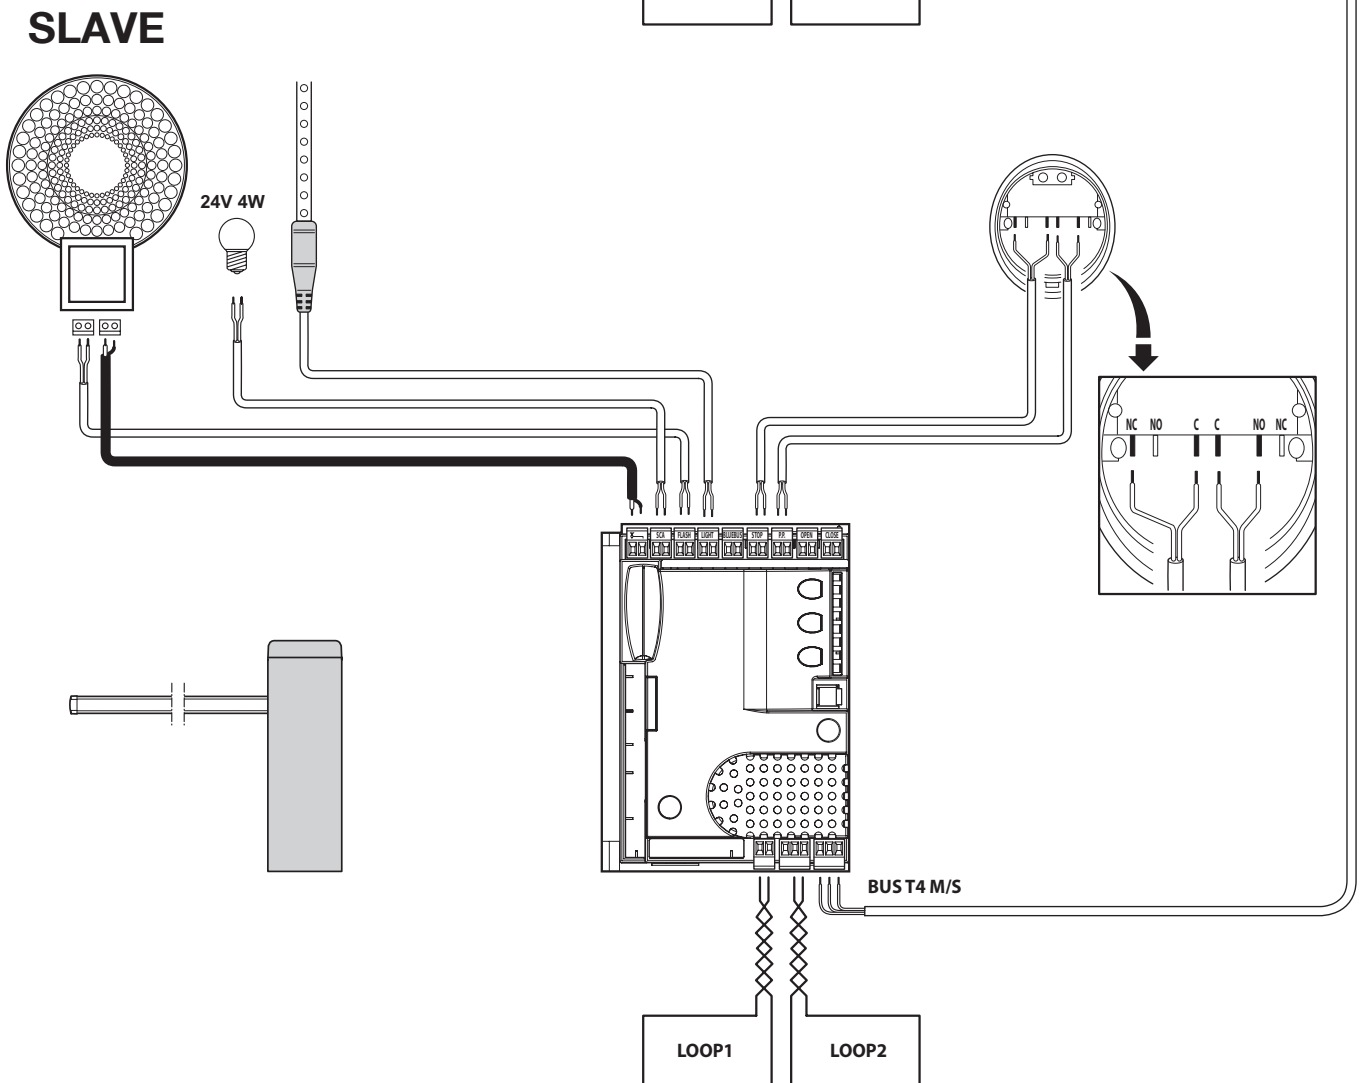 SLAVE
24V 4W
NC NO C C NO NC
SCA FLASH LIGHT BLUEBUS STOP P.P. OPEN CLOSE
BUS T4 M/S
LOOP1 LOOP2